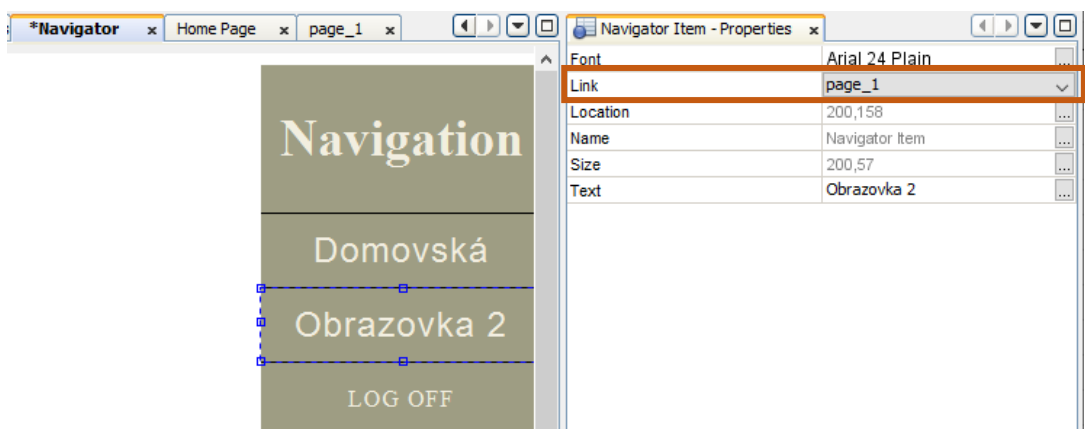 *Navigator x Home Page x page_1 x
Navigation
Domovská
Obrazovka 2
LOG OFF
Navigator Item - Properties x
Font Arial 24 Plain ...
Link page_1
Location 200,158 ...
Name Navigator Item ...
Size 200,57 ...
Text Obrazovka 2 ...